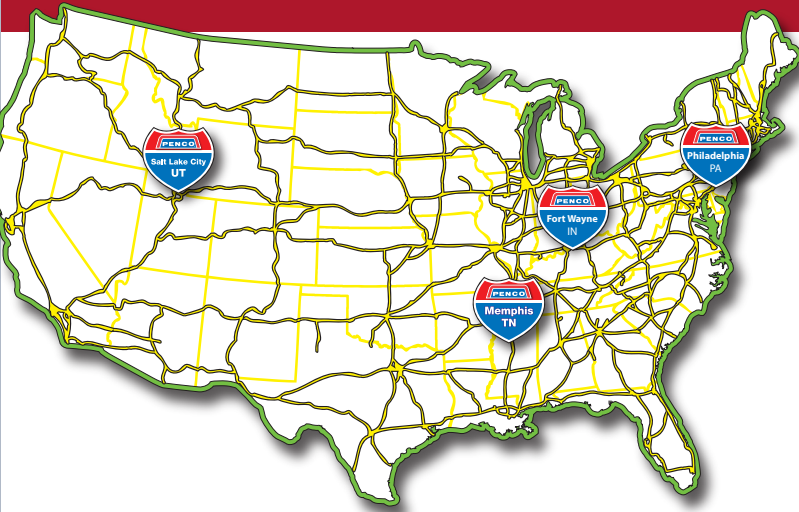 PENCO
Salt Lake City
UT
PENCO
Philadelphia
PA
PENCO
Fort Wayne
IN
PENCO
Memphis
TN